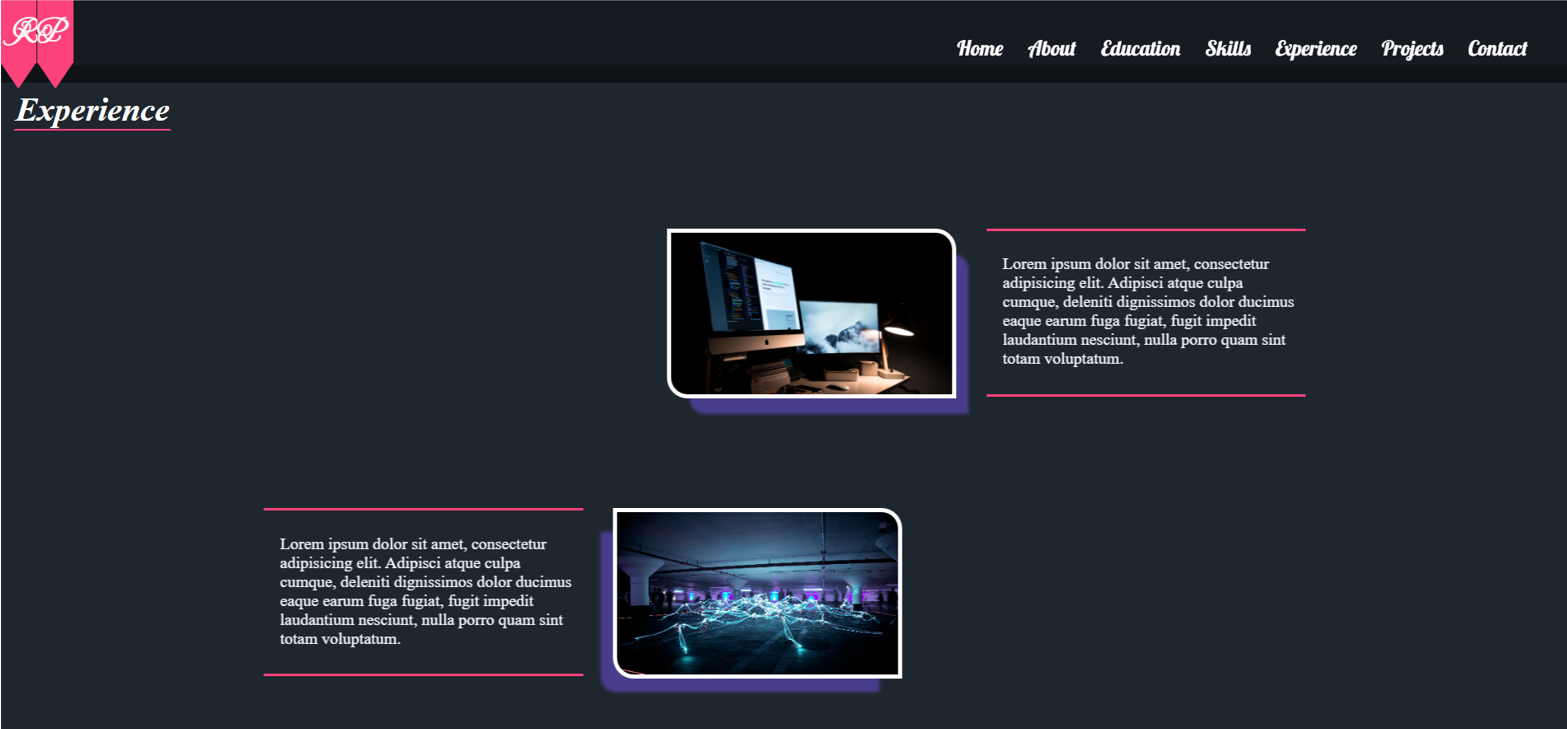 RP
Home About Education Skills Experience Projects Contact
Experience
Lorem ipsum dolor sit amet, consectetur
adipisicing elit. Adipisci atque culpa
cumque, deleniti dignissimos dolor ducimus
eaque earum fuga fugiat, fugit impedit
laudantium nesciunt, nulla porro quam sint
totam voluptatum.
Lorem ipsum dolor sit amet, consectetur
adipisicing elit. Adipisci atque culpa
cumque, deleniti dignissimos dolor ducimus
eaque earum fuga fugiat, fugit impedit
laudantium nesciunt, nulla porro quam sint
totam voluptatum.